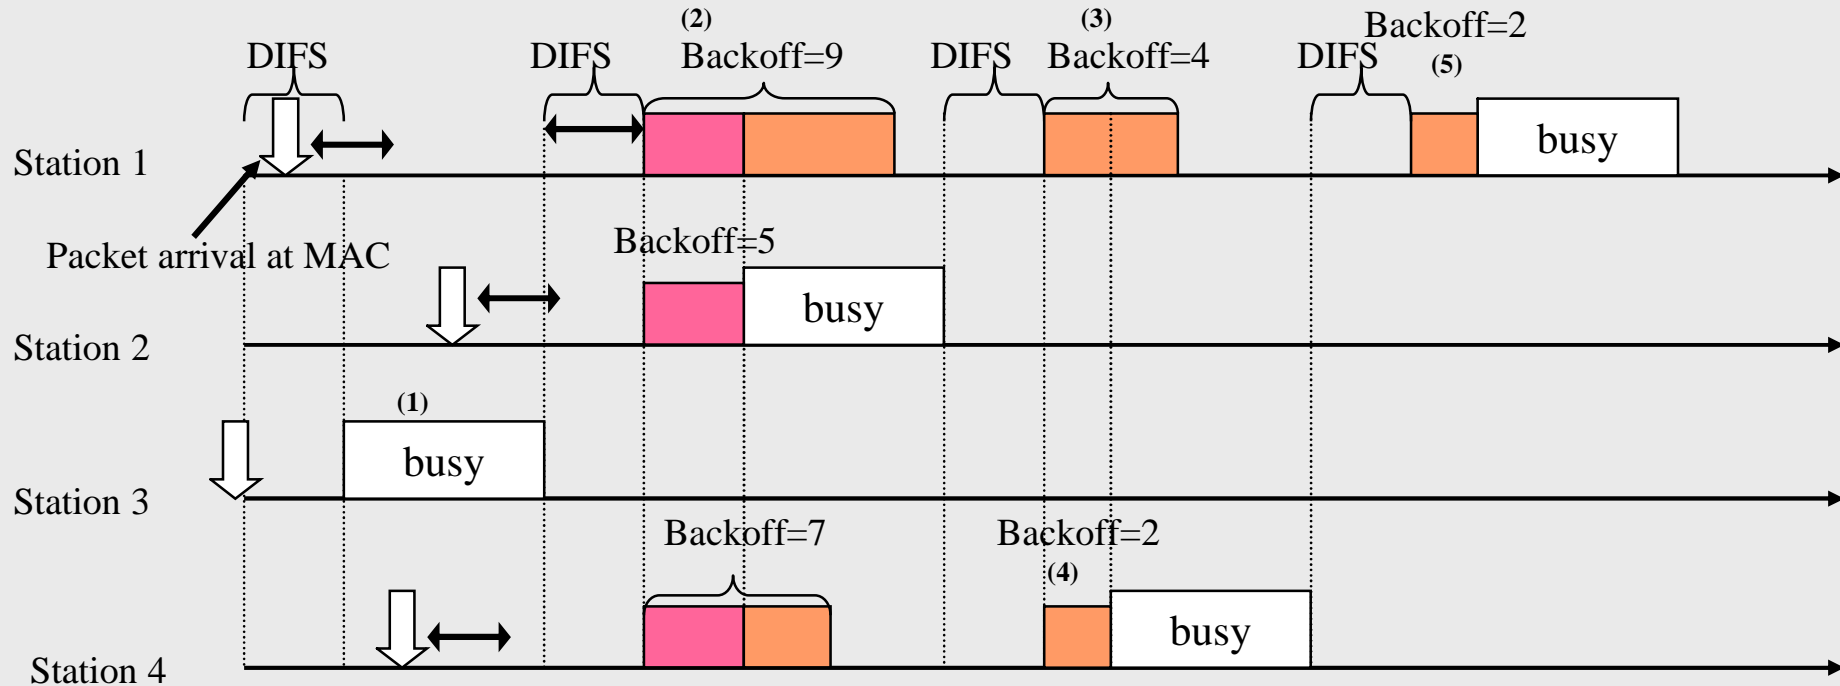 (2)
(3)
Backoff=2
DIFS
DIFS
Backoff=9
DIFS
Backoff=4
DIFS
(5)
busy
Station 1
Packet arrival at MAC
Backoff=5
busy
Station 2
(1)
busy
Station 3
Backoff=7
Backoff=2
(4)
busy
Station 4